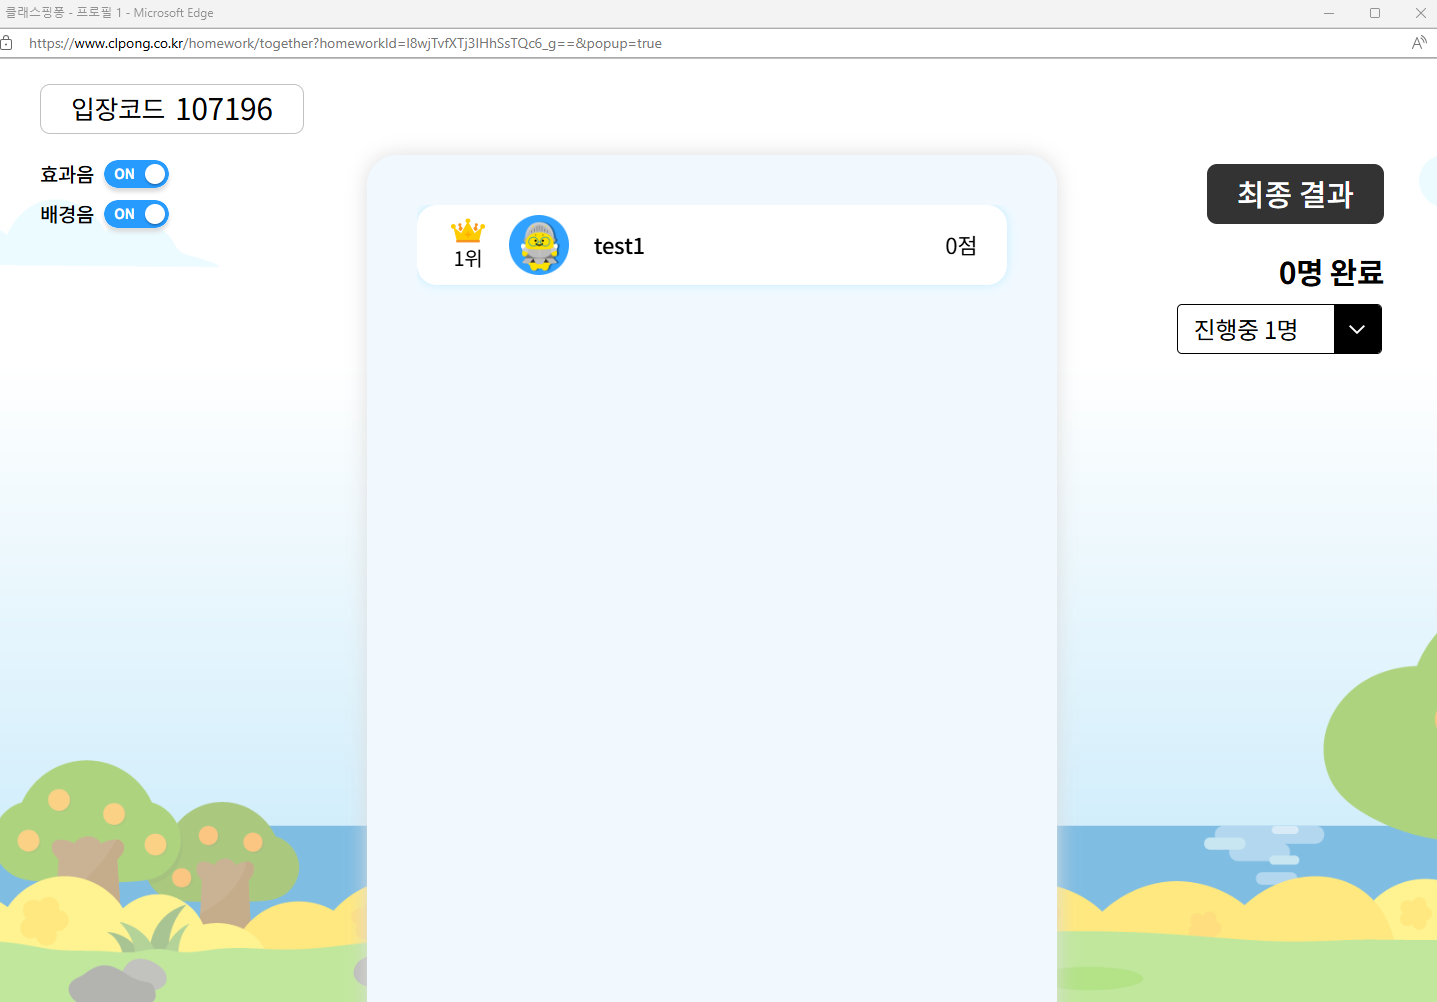 클래스핑퐁 - 프로필 1 - Microsoft Edge
https://www.clpong.co.kr/homework/together?homeworkId=I8wjTvfXTj3IHhSsTQc6_g==&popup=true
입장코드 107196
효과음 ON
배경음 ON
최종 결과
0명 완료
진행중 1명
1위 test1 0점